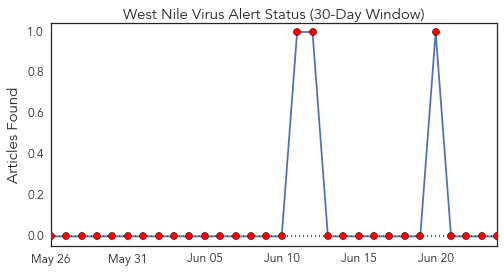 West Nile Virus Alert Status (30-Day Window)
Articles Found
1.0
0.8
0.6
0.4
0.2
0.0
May 26 May 31 Jun 05 Jun 10 Jun 15 Jun 20